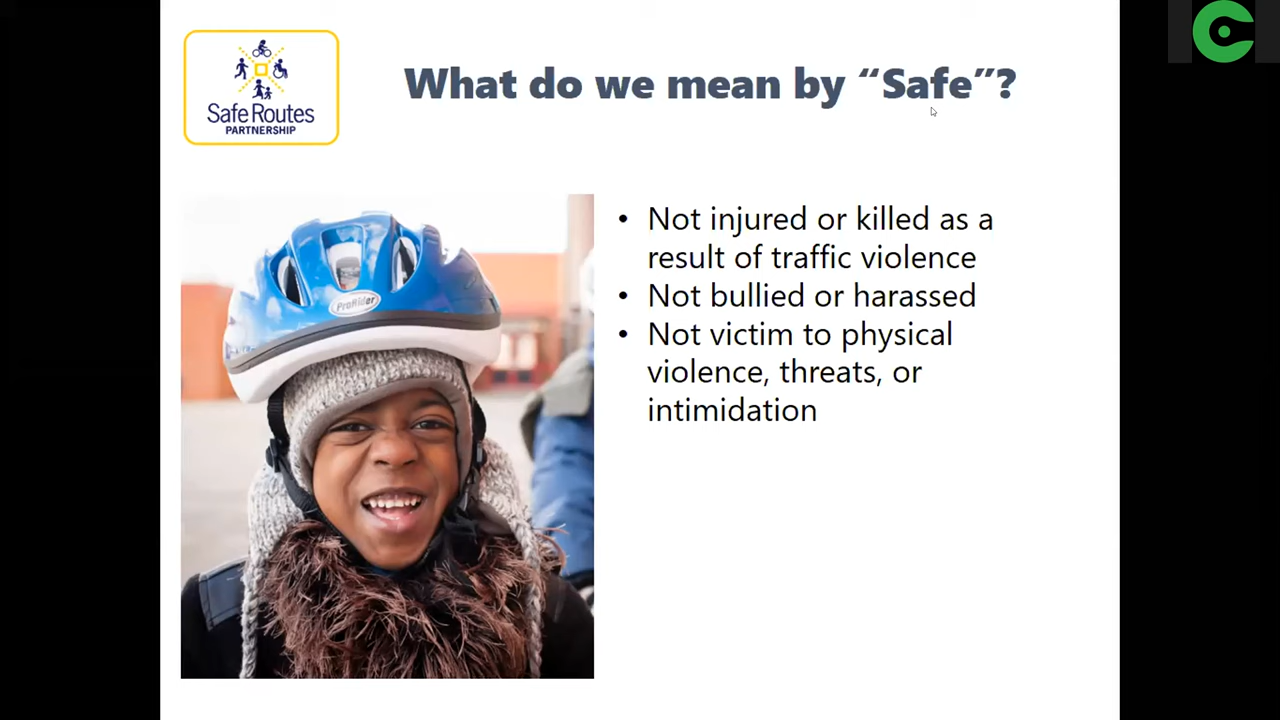 Safe Routes
PARTNERSHIP
What do we mean by “Safe”?
ProRider
• Not injured or killed as a
result of traffic violence
• Not bullied or harassed
• Not victim to physical
violence, threats, or
intimidation